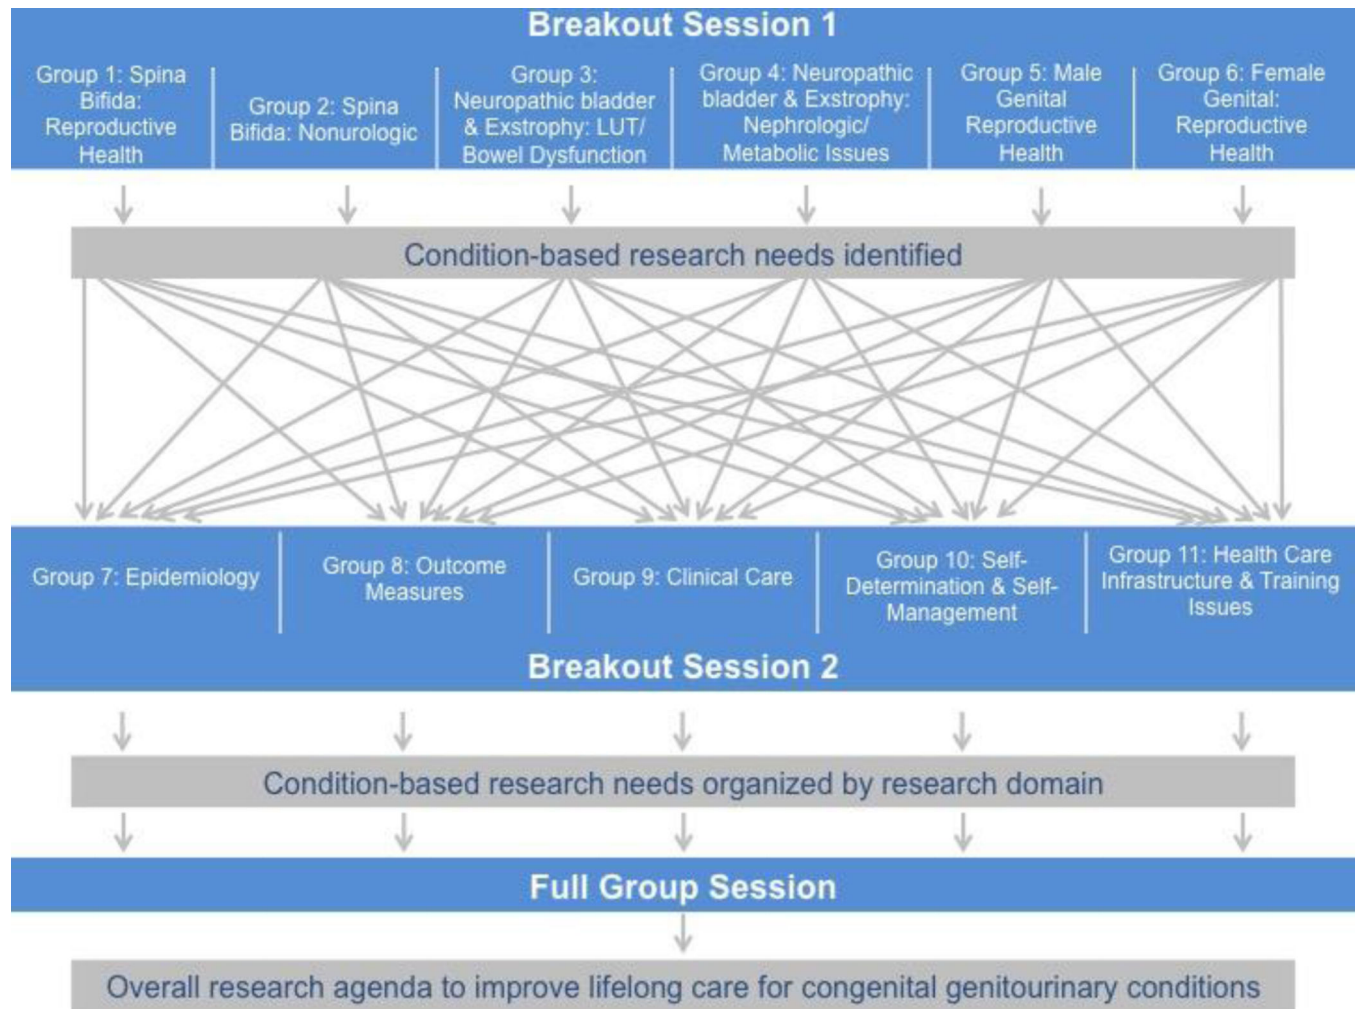 Breakout Session 1
Group 1: Spina
Bifida:
Reproductive
Health
Group 2: Spina
Bifida: Nonurologic
Group 3:
Neuropathic bladder
& Exstrophy: LUT/
Bowel Dysfunction
Group 4: Neuropathic
bladder & Exstrophy:
Nephrologic/
Metabolic Issues
Group 5: Male
Genital
Reproductive
Health
Group 6: Female
Genital:
Reproductive
Health
Condition-based research needs identified
Group 7: Epidemiology
Group 8: Outcome
Measures
Group 9: Clinical Care
Group 10: Self-
Determination & Self-
Management
Group 11: Health Care
Infrastructure & Training
Issues
Breakout Session 2
Condition-based research needs organized by research domain
Full Group Session
Overall research agenda to improve lifelong care for congenital genitourinary conditions